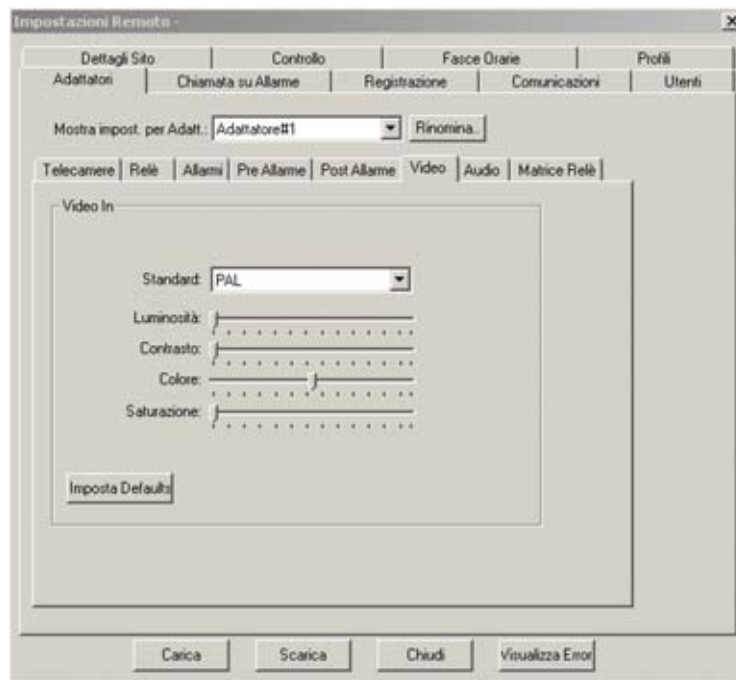 Impostazioni Remoto -
Dettagli Sito Controllo Fasce Orarie Profili
Adattatori Chiamata su Allarme Registrazione Comunicazioni Utenti
Mostra impost. per Adatt.: Adattatore#1 Rinomina..
Telecamere Relè Allarmi Pre Allarme Post Allarme Video Audio Matrice Relè
Video In
Standard: PAL
Luminosità:
Contrasto:
Colore:
Saturazione:
Imposta Defaults
Carica Scarica Chiudi Visualizza Error